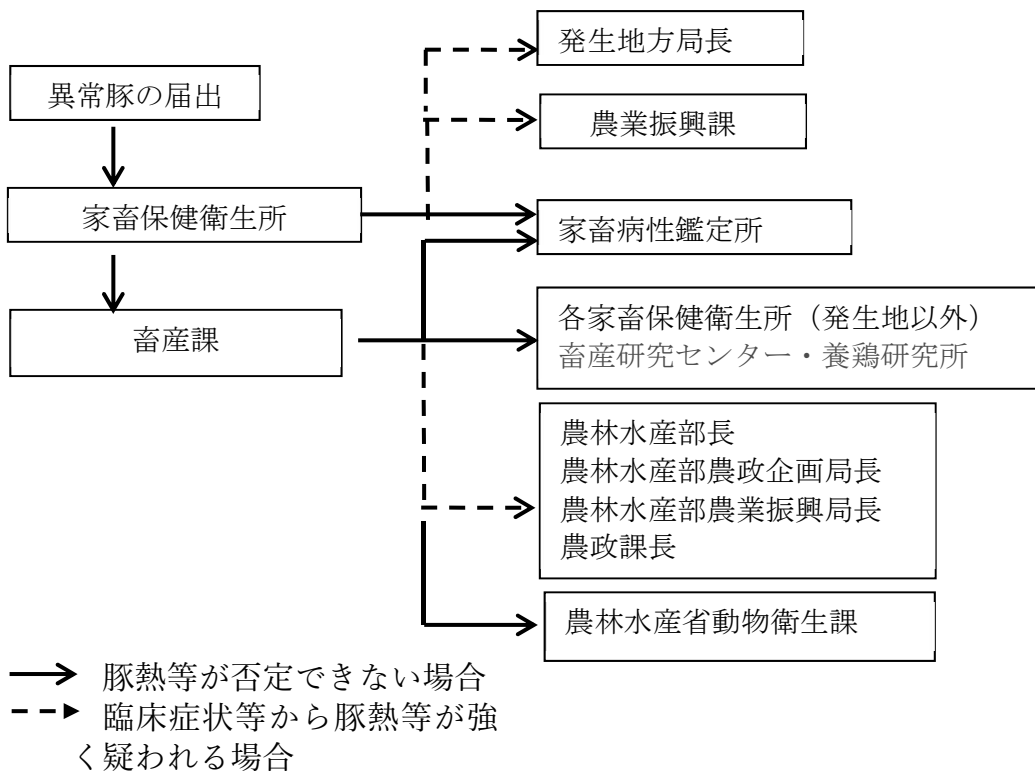 異常豚の届出
家畜保健衛生所
畜産課
発生地方局長
農業振興課
家畜病性鑑定所
各家畜保健衛生所（発生地以外）
畜産研究センター・養鶏研究所
農林水産部長
農林水産部農政企画局長
農林水産部農業振興局長
農政課長
農林水産省動物衛生課
豚熱等が否定できない場合
臨床症状等から豚熱等が強
く疑われる場合